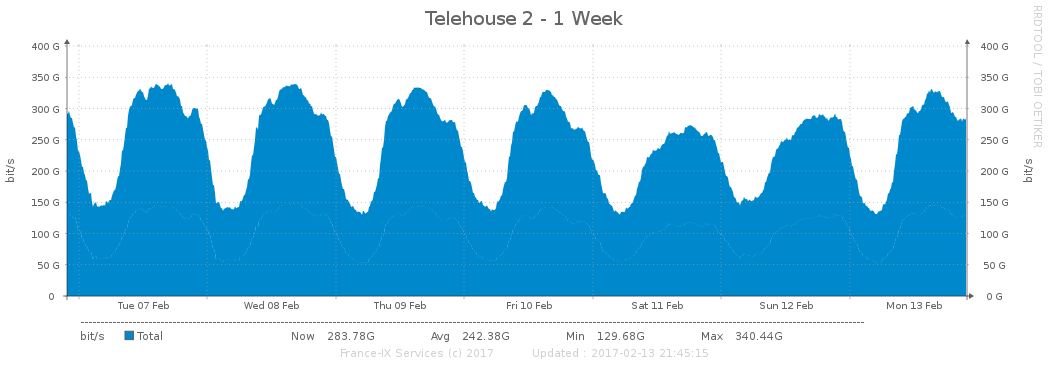 Telehouse 2 - 1 Week
RRDTOOL / TOBI OETIKER
400 G 400 G
350 G 350 G
300 G 300 G
250 G 250 G
200 G 200 G
150 G 150 G
100 G 100 G
50 G 50 G
0 0 G
bit/s bit/s
Tue 07 Feb Wed 08 Feb Thu 09 Feb Fri 10 Feb Sat 11 Feb Sun 12 Feb Mon 13 Feb
bit/s Total Now 283.78G Avg 242.38G Min 129.68G Max 340.44G
France-IX Services (c) 2017 Updated : 2017-02-13 21:45:15